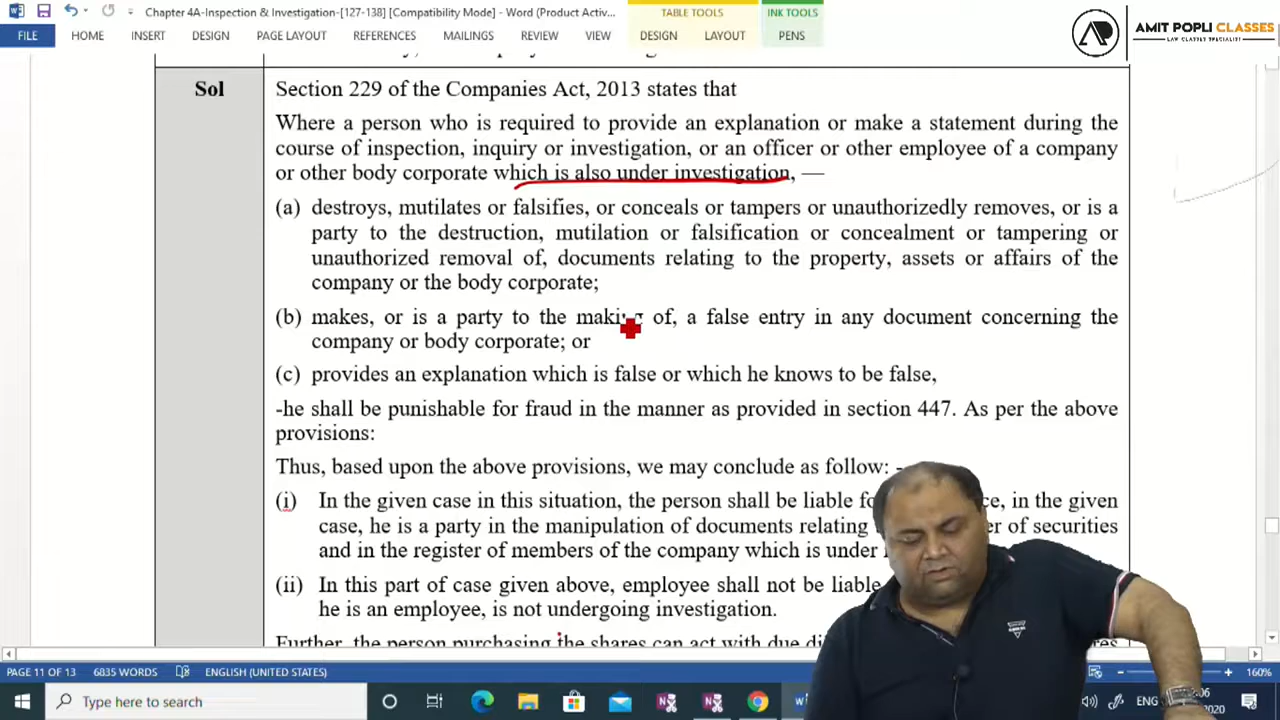 Chapter 4A-Inspection & Investigation-[127-138] [Compatibility Mode] - Word (Product Activ...
TABLE TOOLS
INK TOOLS
FILE HOME INSERT DESIGN PAGE LAYOUT REFERENCES MAILINGS REVIEW VIEW DESIGN LAYOUT PENS
AMIT POPLI CLASSES
LAW CLASSES SPECIALIST
Sol
Section 229 of the Companies Act, 2013 states that
Where a person who is required to provide an explanation or make a statement during the
course of inspection, inquiry or investigation, or an officer or other employee of a company
or other body corporate which is also under investigation, —
(a) destroys, mutilates or falsifies, or conceals or tampers or unauthorizedly removes, or is a
party to the destruction, mutilation or falsification or concealment or tampering or
unauthorized removal of, documents relating to the property, assets or affairs of the
company or the body corporate;
(b) makes, or is a party to the making of, a false entry in any document concerning the
company or body corporate; or
(c) provides an explanation which is false or which he knows to be false,
-he shall be punishable for fraud in the manner as provided in section 447. As per the above
provisions:
Thus, based upon the above provisions, we may conclude as follow: -
(i) In the given case in this situation, the person shall be liable in the given
case, he is a party in the manipulation of documents relating of securities
and in the register of members of the company which is under
(ii) In this part of case given above, employee shall not be liable
he is an employee, is not undergoing investigation.
Further, the person purchasing the shares can act with due
PAGE 11 OF 13 6835 WORDS ENGLISH (UNITED STATES) 160%
Type here to search
ENG
2020